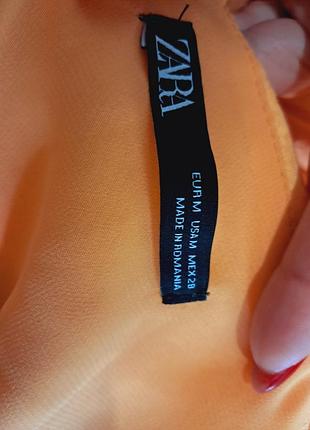 ZARA
EUR M USA M MEX 28
MADE IN ROMANIA